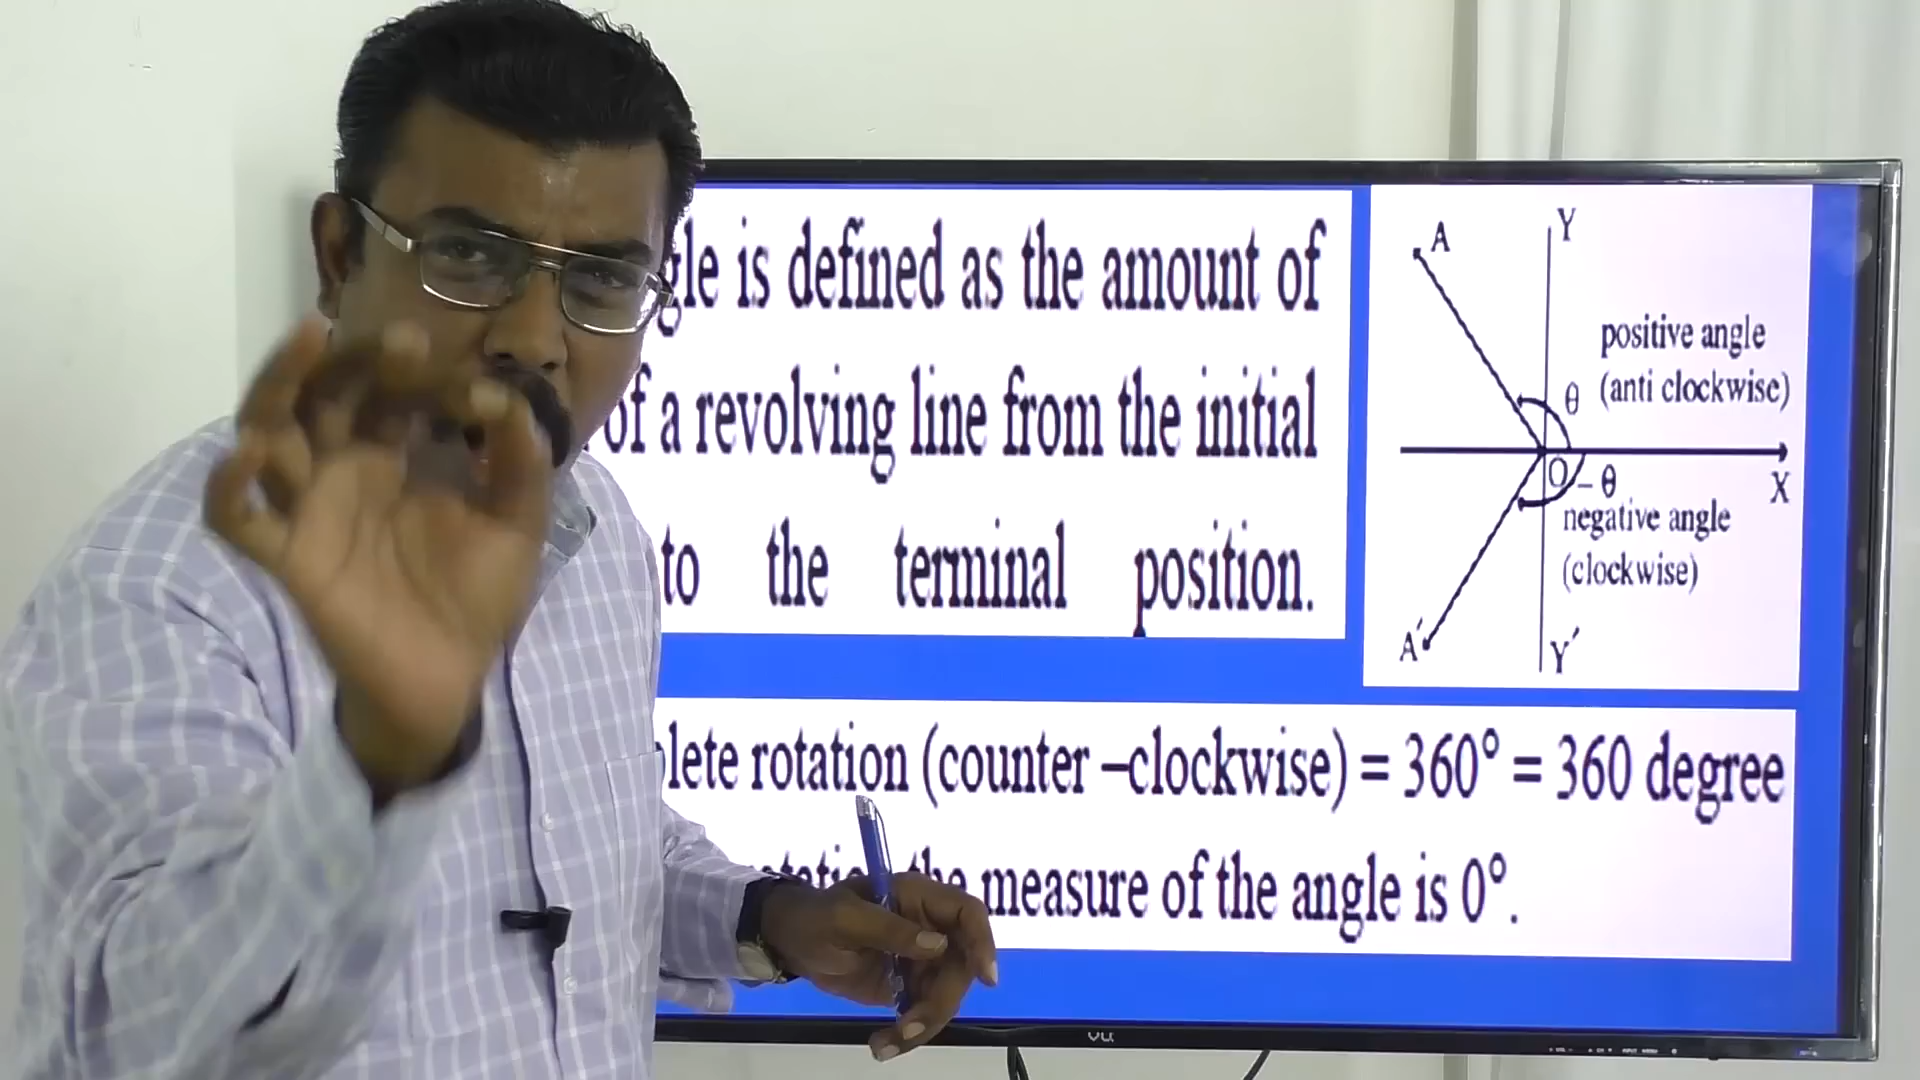 gle is defined as the amount of
of a revolving line from the initial
to the terminal position.
A
Y
positive angle
(anti clockwise)
θ
O
– θ
X
negative angle
(clockwise)
A′
Y′
lete rotation (counter –clockwise) = 360° = 360 degree
the measure of the angle is 0°.